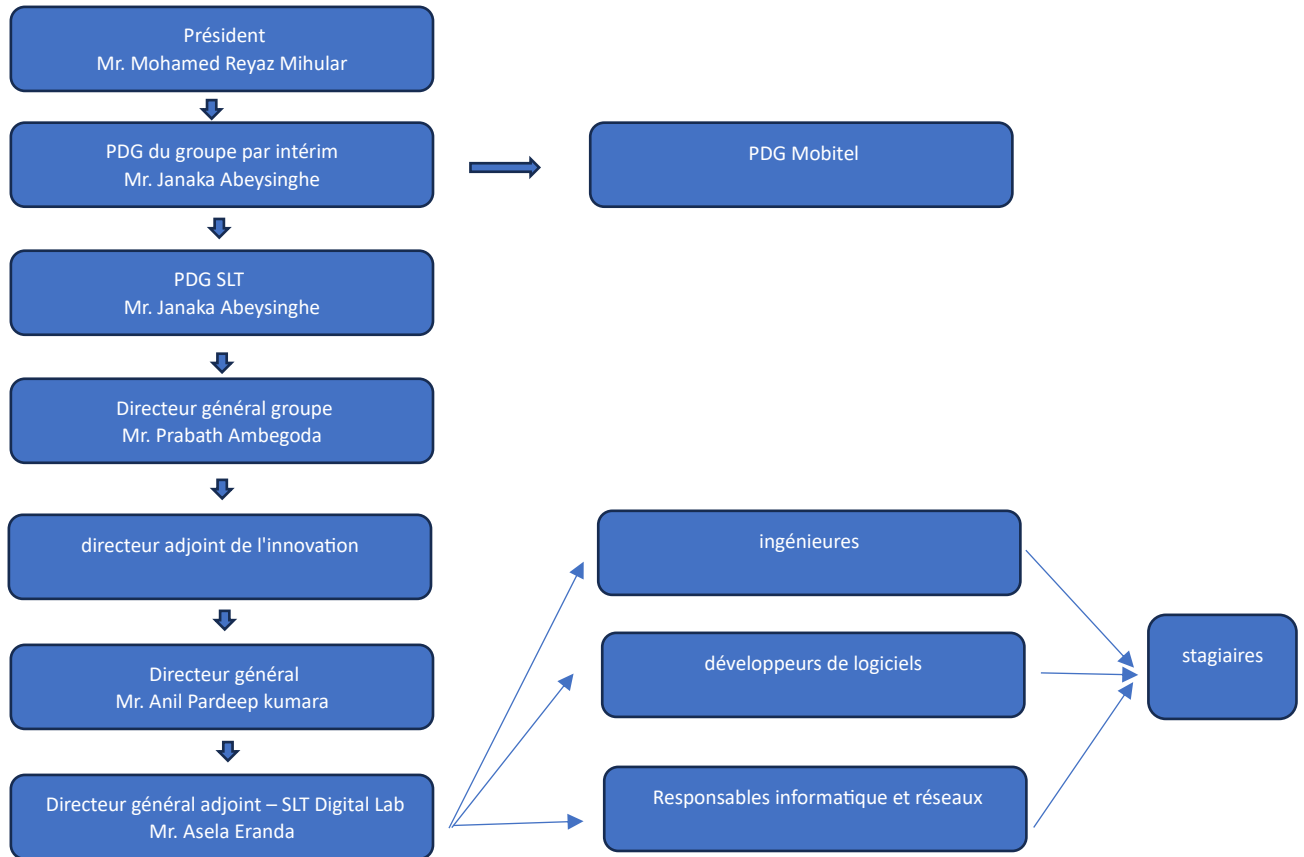 Président
Mr. Mohamed Reyaz Mihular
PDG du groupe par intérim
Mr. Janaka Abeysinghe
PDG Mobitel
PDG SLT
Mr. Janaka Abeysinghe
Directeur général groupe
Mr. Prabath Ambegoda
directeur adjoint de l'innovation
Directeur général
Mr. Anil Pardeep kumara
Directeur général adjoint – SLT Digital Lab
Mr. Asela Eranda
ingénieures
développeurs de logiciels
Responsables informatique et réseaux
stagiaires